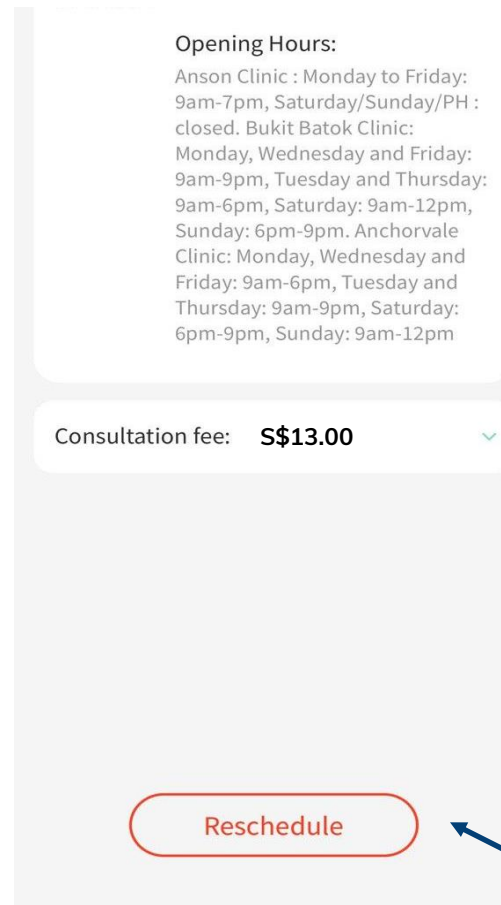 Opening Hours:
Anson Clinic : Monday to Friday:
9am-7pm, Saturday/Sunday/PH :
closed. Bukit Batok Clinic:
Monday, Wednesday and Friday:
9am-9pm, Tuesday and Thursday:
9am-6pm, Saturday: 9am-12pm,
Sunday: 6pm-9pm. Anchorvale
Clinic: Monday, Wednesday and
Friday: 9am-6pm, Tuesday and
Thursday: 9am-9pm, Saturday:
6pm-9pm, Sunday: 9am-12pm
Consultation fee: S$13.00
Reschedule